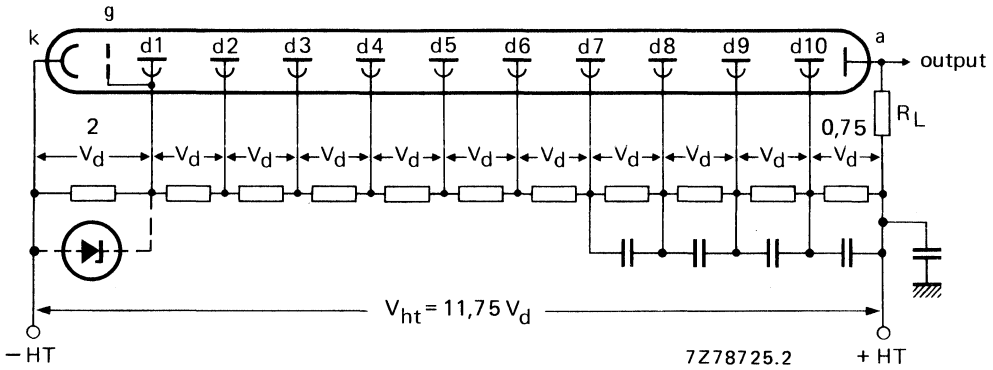 g
k d1 d2 d3 d4 d5 d6 d7 d8 d9 d10 a
output
R_L
2 0,75
V_d V_d V_d V_d V_d V_d V_d V_d V_d V_d V_d
V_ht = 11,75 V_d
− HT 7Z78725.2 + HT